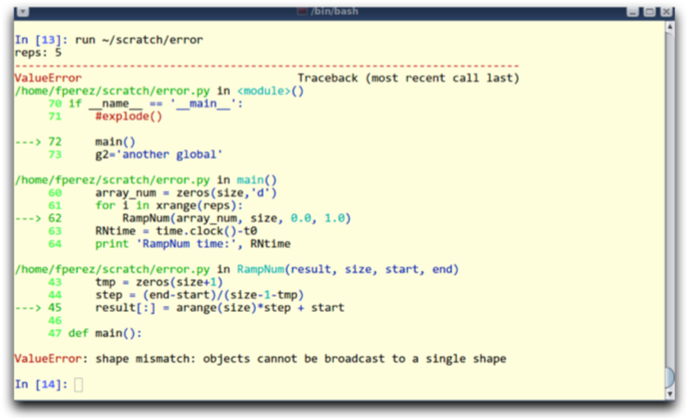 /bin/bash
In [13]: run ~/scratch/error
reps: 5
---------------------------------------------------------------------------
ValueError                                Traceback (most recent call last)
/home/fperez/scratch/error.py in <module>()
     70 if __name__ == '__main__':
     71     #explode()
---> 72     main()
     73     g2='another global'
/home/fperez/scratch/error.py in main()
     60     array_num = zeros(size,'d')
     61     for i in xrange(reps):
---> 62         RampNum(array_num, size, 0.0, 1.0)
     63     RNtime = time.clock()-t0
     64     print 'RampNum time:', RNtime
/home/fperez/scratch/error.py in RampNum(result, size, start, end)
     43     tmp = zeros(size+1)
     44     step = (end-start)/(size-1-tmp)
---> 45     result[:] = arange(size)*step + start
     46
     47 def main():
ValueError: shape mismatch: objects cannot be broadcast to a single shape
In [14]: